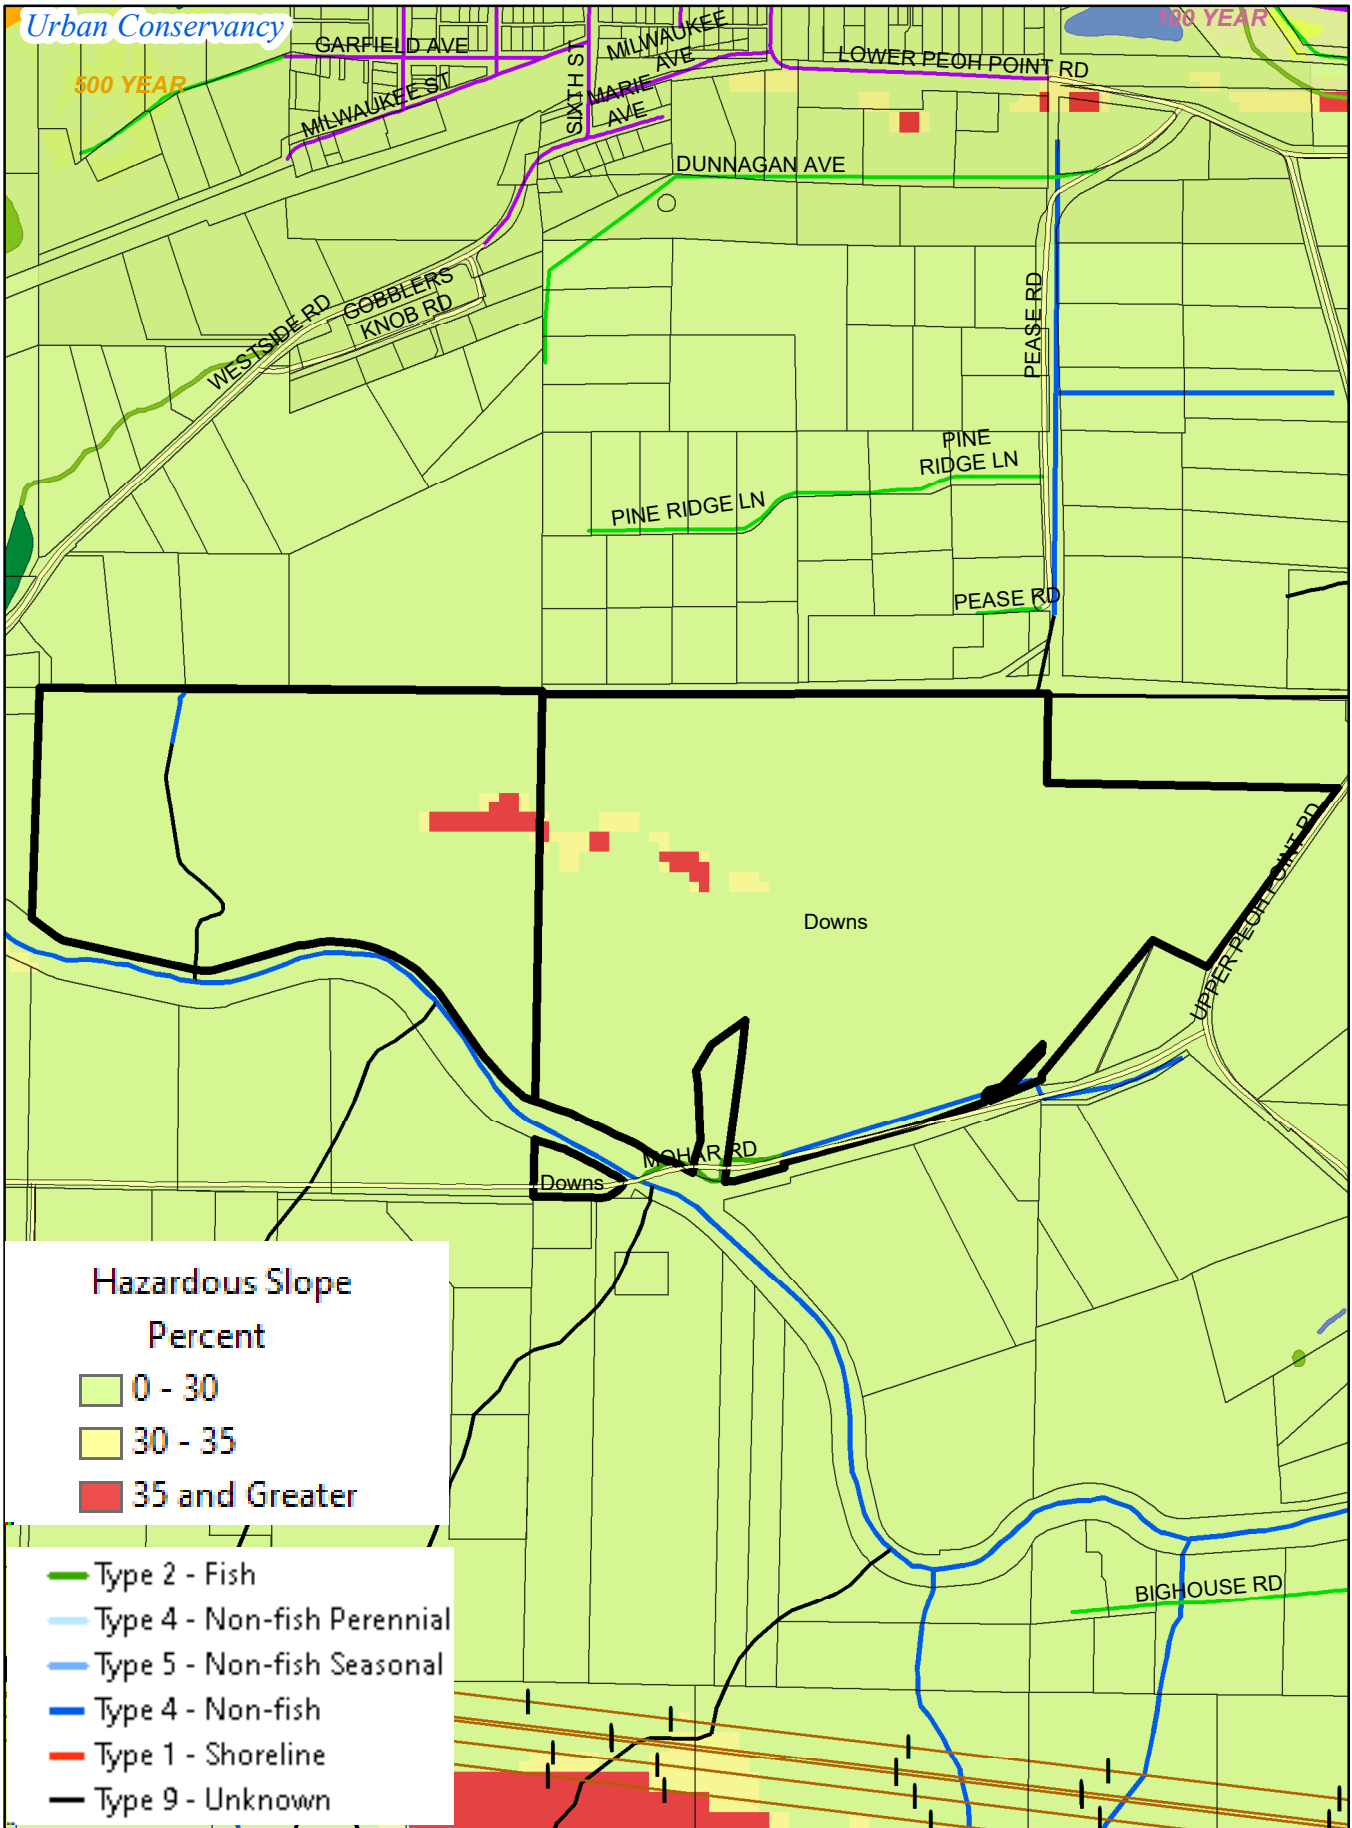 Urban Conservancy
100 YEAR
500 YEAR
GARFIELD AVE
MILWAUKEE ST
SIXTH ST
MILWAUKEE
AVE
MARIE
AVE
LOWER PEOH POINT RD
DUNNAGAN AVE
WESTSIDE RD
GOBBLERS
KNOB RD
PEASE RD
PINE
RIDGE LN
PINE RIDGE LN
PEASE RD
UPPER PEOH POINT RD
Downs
MOHAR RD
Downs
Hazardous Slope
Percent
0 - 30
30 - 35
35 and Greater
Type 2 - Fish
Type 4 - Non-fish Perennial
Type 5 - Non-fish Seasonal
Type 4 - Non-fish
Type 1 - Shoreline
Type 9 - Unknown
BIGHOUSE RD